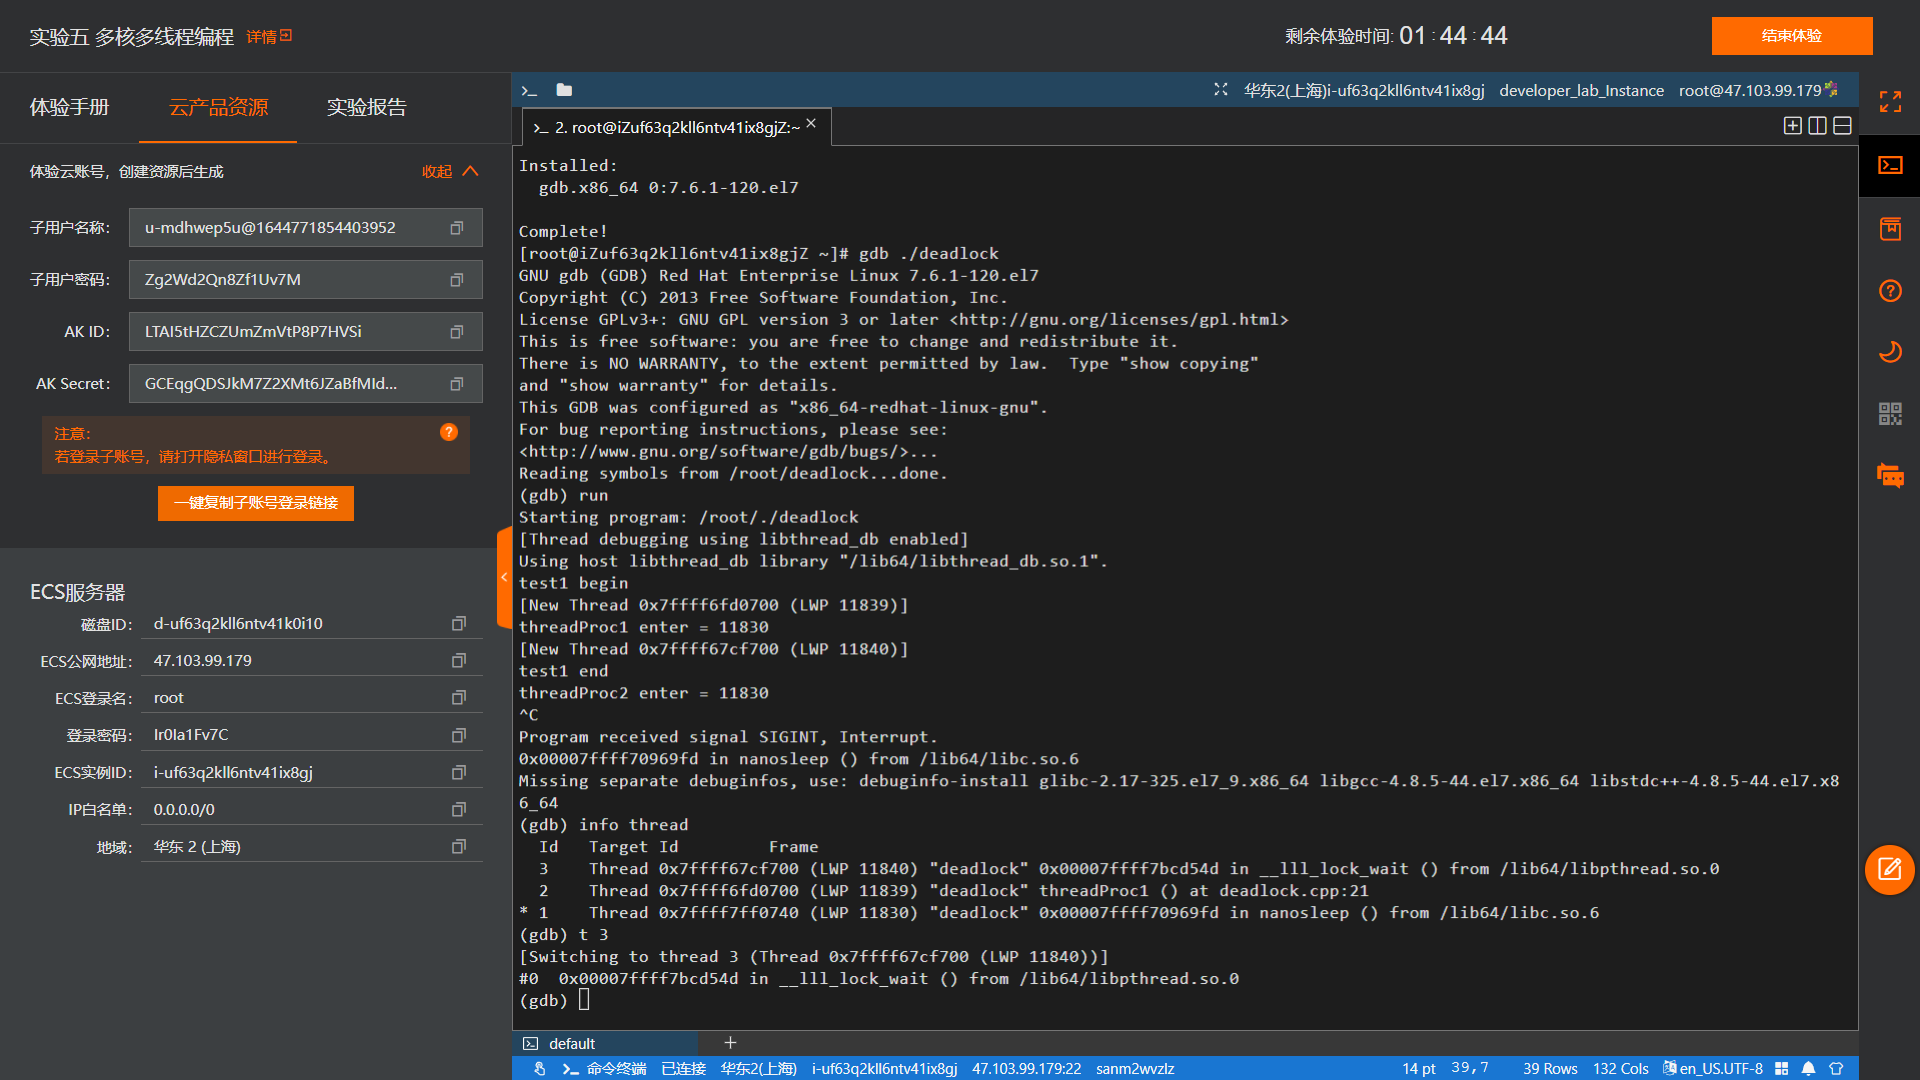 实验五 多核多线程编程 详情
剩余体验时间: 01 : 44 : 44
结束体验
体验手册 云产品资源 实验报告
体验云账号，创建资源后生成 收起
子用户名称: u-mdhwep5u@1644771854403952
子用户密码: Zg2Wd2Qn8Zf1Uv7M
AK ID: LTAI5tHZCZUmZmVtP8P7HVSi
AK Secret: GCEqgQDSJkM7Z2XMt6JZaBfMId...
注意:
若登录子账号，请打开隐私窗口进行登录。
一键复制子账号登录链接
ECS服务器
磁盘ID: d-uf63q2kll6ntv41k0i10
ECS公网地址: 47.103.99.179
ECS登录名: root
登录密码: Ir0Ia1Fv7C
ECS实例ID: i-uf63q2kll6ntv41ix8gj
IP白名单: 0.0.0.0/0
地域: 华东 2 (上海)
华东2(上海)i-uf63q2kll6ntv41ix8gj developer_lab_Instance root@47.103.99.179
2. root@iZuf63q2kll6ntv41ix8gjZ:~
Installed:
gdb.x86_64 0:7.6.1-120.el7
Complete!
[root@iZuf63q2kll6ntv41ix8gjZ ~]# gdb ./deadlock
GNU gdb (GDB) Red Hat Enterprise Linux 7.6.1-120.el7
Copyright (C) 2013 Free Software Foundation, Inc.
License GPLv3+: GNU GPL version 3 or later <http://gnu.org/licenses/gpl.html>
This is free software: you are free to change and redistribute it.
There is NO WARRANTY, to the extent permitted by law.  Type "show copying"
and "show warranty" for details.
This GDB was configured as "x86_64-redhat-linux-gnu".
For bug reporting instructions, please see:
<http://www.gnu.org/software/gdb/bugs/>...
Reading symbols from /root/deadlock...done.
(gdb) run
Starting program: /root/./deadlock
[Thread debugging using libthread_db enabled]
Using host libthread_db library "/lib64/libthread_db.so.1".
test1 begin
[New Thread 0x7ffff6fd0700 (LWP 11839)]
threadProc1 enter = 11830
[New Thread 0x7ffff67cf700 (LWP 11840)]
test1 end
threadProc2 enter = 11830
^C
Program received signal SIGINT, Interrupt.
0x00007ffff70969fd in nanosleep () from /lib64/libc.so.6
Missing separate debuginfos, use: debuginfo-install glibc-2.17-325.el7_9.x86_64 libgcc-4.8.5-44.el7.x86_64 libstdc++-4.8.5-44.el7.x8
6_64
(gdb) info thread
Id   Target Id         Frame
3    Thread 0x7ffff67cf700 (LWP 11840) "deadlock" 0x00007ffff7bcd54d in __lll_lock_wait () from /lib64/libpthread.so.0
2    Thread 0x7ffff6fd0700 (LWP 11839) "deadlock" threadProc1 () at deadlock.cpp:21
* 1    Thread 0x7ffff7ff0740 (LWP 11830) "deadlock" 0x00007ffff70969fd in nanosleep () from /lib64/libc.so.6
(gdb) t 3
[Switching to thread 3 (Thread 0x7ffff67cf700 (LWP 11840))]
#0  0x00007ffff7bcd54d in __lll_lock_wait () from /lib64/libpthread.so.0
(gdb)
default
命令终端 已连接 华东2(上海) i-uf63q2kll6ntv41ix8gj 47.103.99.179:22 sanm2wvzlz 14 pt 39,7 39 Rows 132 Cols en_US.UTF-8